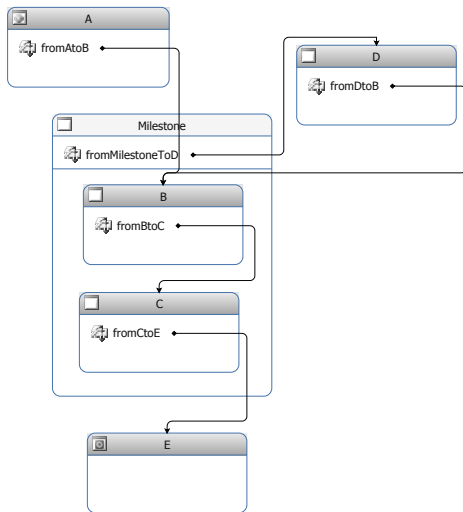 A
fromAtoB
D
fromDtoB
Milestone
fromMilestoneToD
B
fromBtoC
C
fromCtoE
E